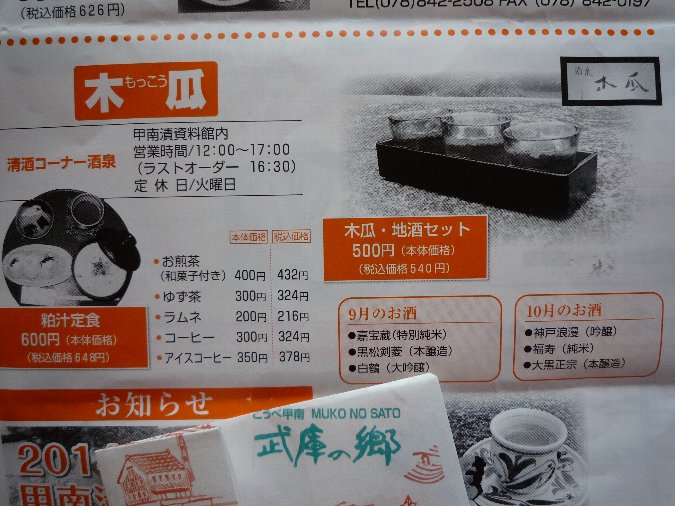 (税込価格626円)
TEL(078)842-2508 FAX (078) 842-0197
もっこう
木瓜
清酒コーナー酒泉
甲南漬資料館内
営業時間/12:00~17:00
(ラストオーダー 16:30)
定休日/火曜日
木瓜
本体価格 税込価格
・お煎茶
(和菓子付き) 400円 432円
・ゆず茶 300円 324円
・ラムネ 200円 216円
・コーヒー 300円 324円
・アイスコーヒー 350円 378円
粕汁定食
600円(本体価格)
(税込価格648円)
木瓜・地酒セット
500円(本体価格)
(税込価格540円)
9月のお酒
●嘉宝蔵(特別純米)
●黒松剣菱(本醸造)
●白鶴(大吟醸)
10月のお酒
●神戸浪漫(吟醸)
●福寿(純米)
●大黒正宗(本醸造)
お知らせ
201
こうべ甲南 MUKO NO SATO
武庫の郷